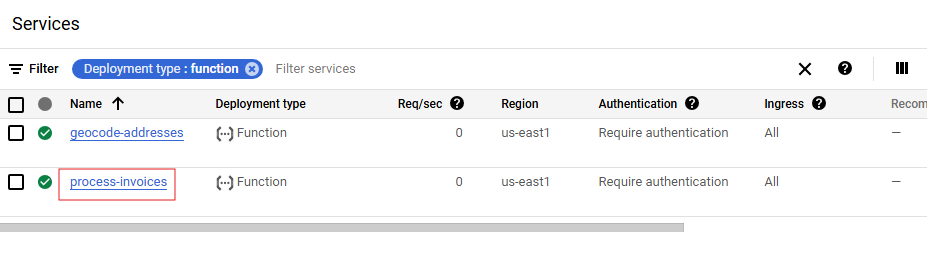 Services
Filter Deployment type : function Filter services
Name Deployment type Req/sec Region Authentication Ingress Recom
geocode-addresses Function 0 us-east1 Require authentication All —
process-invoices Function 0 us-east1 Require authentication All —